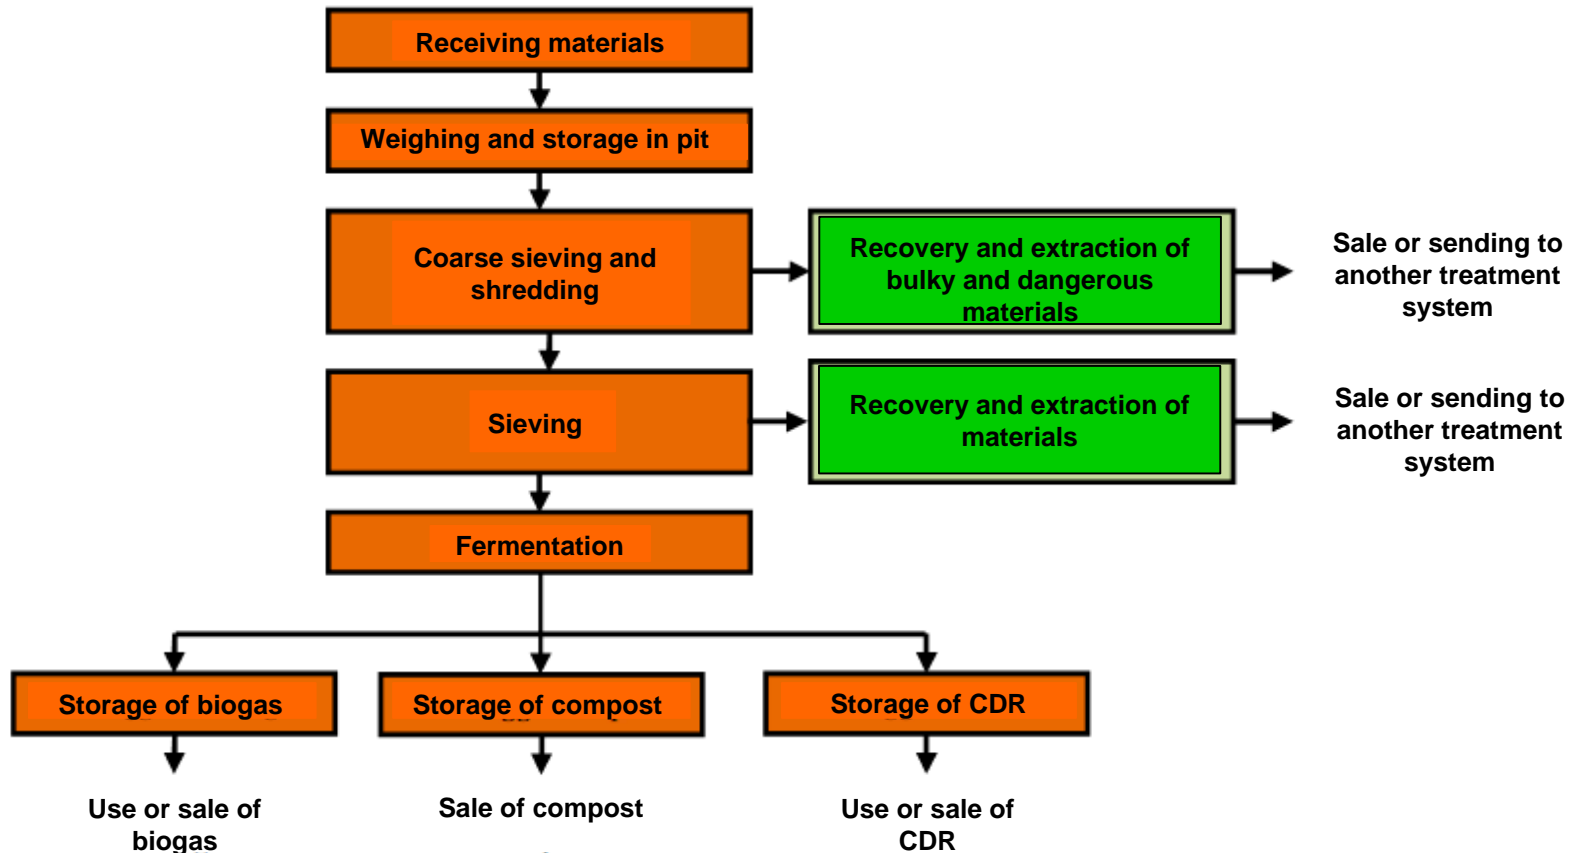 Receiving materials
Weighing and storage in pit
Coarse sieving and
shredding
Recovery and extraction of
bulky and dangerous
materials
Sale or sending to
another treatment
system
Sieving
Recovery and extraction of
materials
Sale or sending to
another treatment
system
Fermentation
Storage of biogas
Storage of compost
Storage of CDR
Use or sale of
biogas
Sale of compost
Use or sale of
CDR